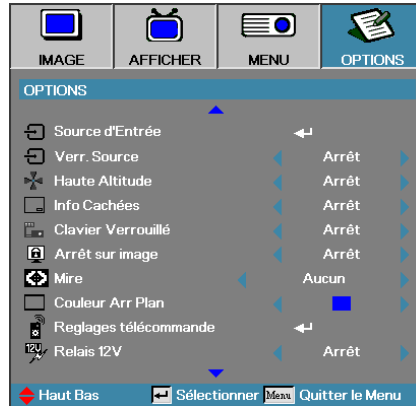 IMAGE AFFICHER MENU OPTIONS
OPTIONS
Source d'Entrée
Verr. Source Arrêt
Haute Altitude Arrêt
Info Cachées Arrêt
Clavier Verrouillé Arrêt
Arrêt sur image Arrêt
Mire Aucun
Couleur Arr Plan
Reglages télécommande
12V Relais 12V Arrêt
Haut Bas Sélectionner Menu Quitter le Menu